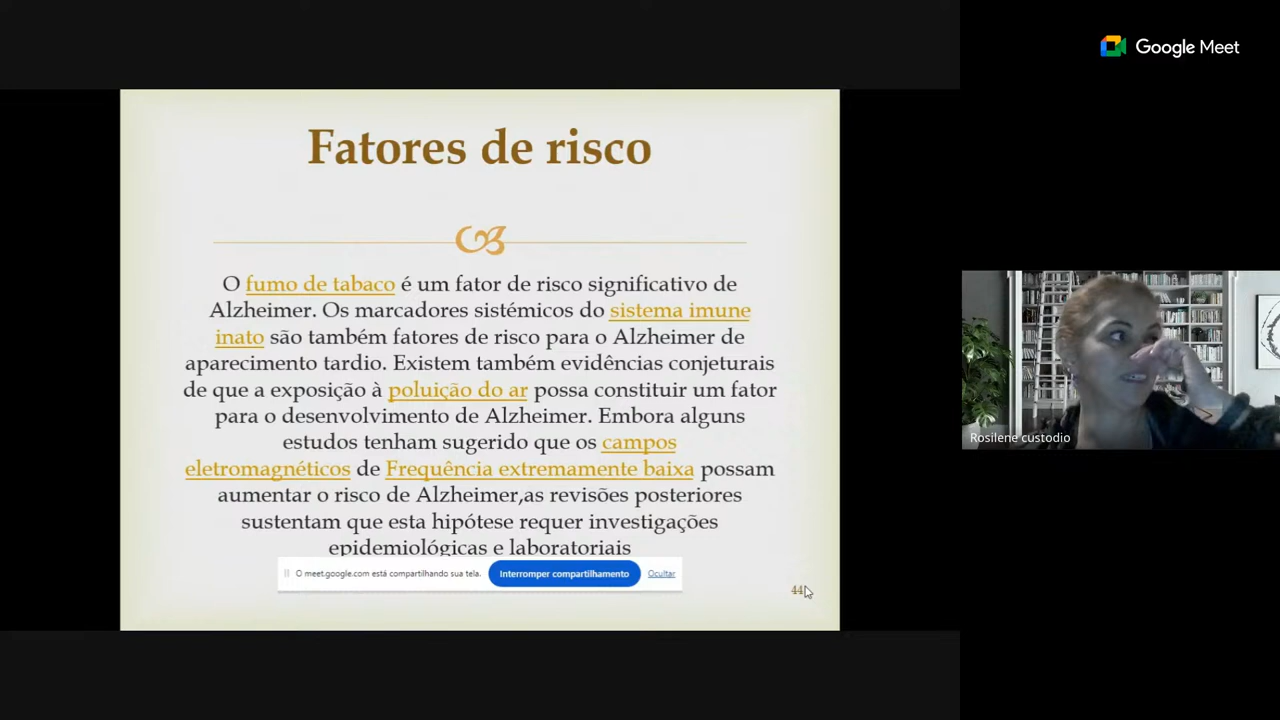 Google Meet
Fatores de risco
O fumo de tabaco é um fator de risco significativo de
Alzheimer. Os marcadores sistémicos do sistema imune
inato são também fatores de risco para o Alzheimer de
aparecimento tardio. Existem também evidências conjeturais
de que a exposição à poluição do ar possa constituir um fator
para o desenvolvimento de Alzheimer. Embora alguns
estudos tenham sugerido que os campos
eletromagnéticos de Frequência extremamente baixa possam
aumentar o risco de Alzheimer,as revisões posteriores
sustentam que esta hipótese requer investigações
epidemiológicas e laboratoriais
O meet.google.com está compartilhando sua tela. Interromper compartilhamento Ocultar
44
Rosilene custodio